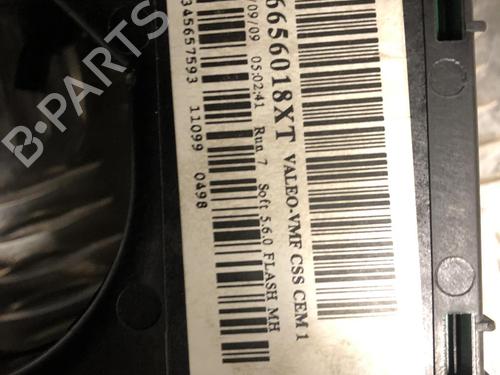 6656018XT VALEO-VMF CSS CEM 1
/09/09 05:02:41 Run 7 Soft 5.6.0 FLASH MH
345657593 11099 0498
B-PARTS